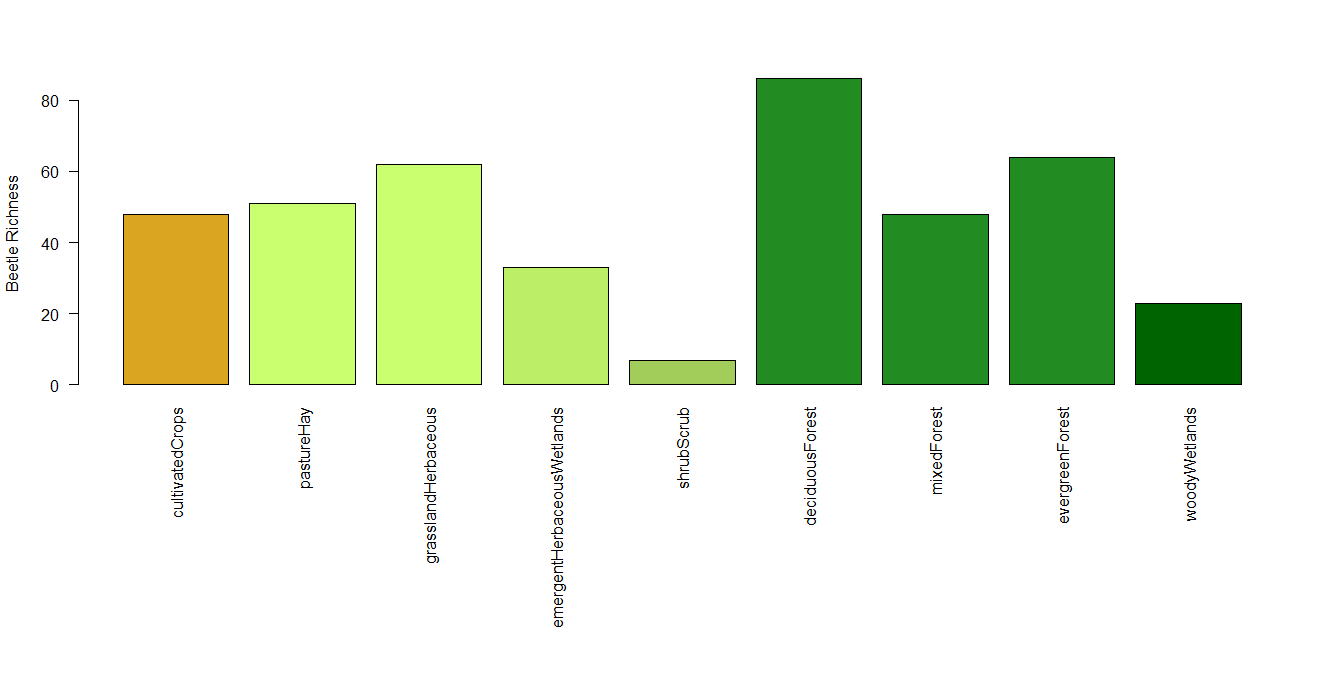 Beetle Richness
80
60
40
20
0
cultivatedCrops
pastureHay
grasslandHerbaceous
emergentHerbaceousWetlands
shrubScrub
deciduousForest
mixedForest
evergreenForest
woodyWetlands